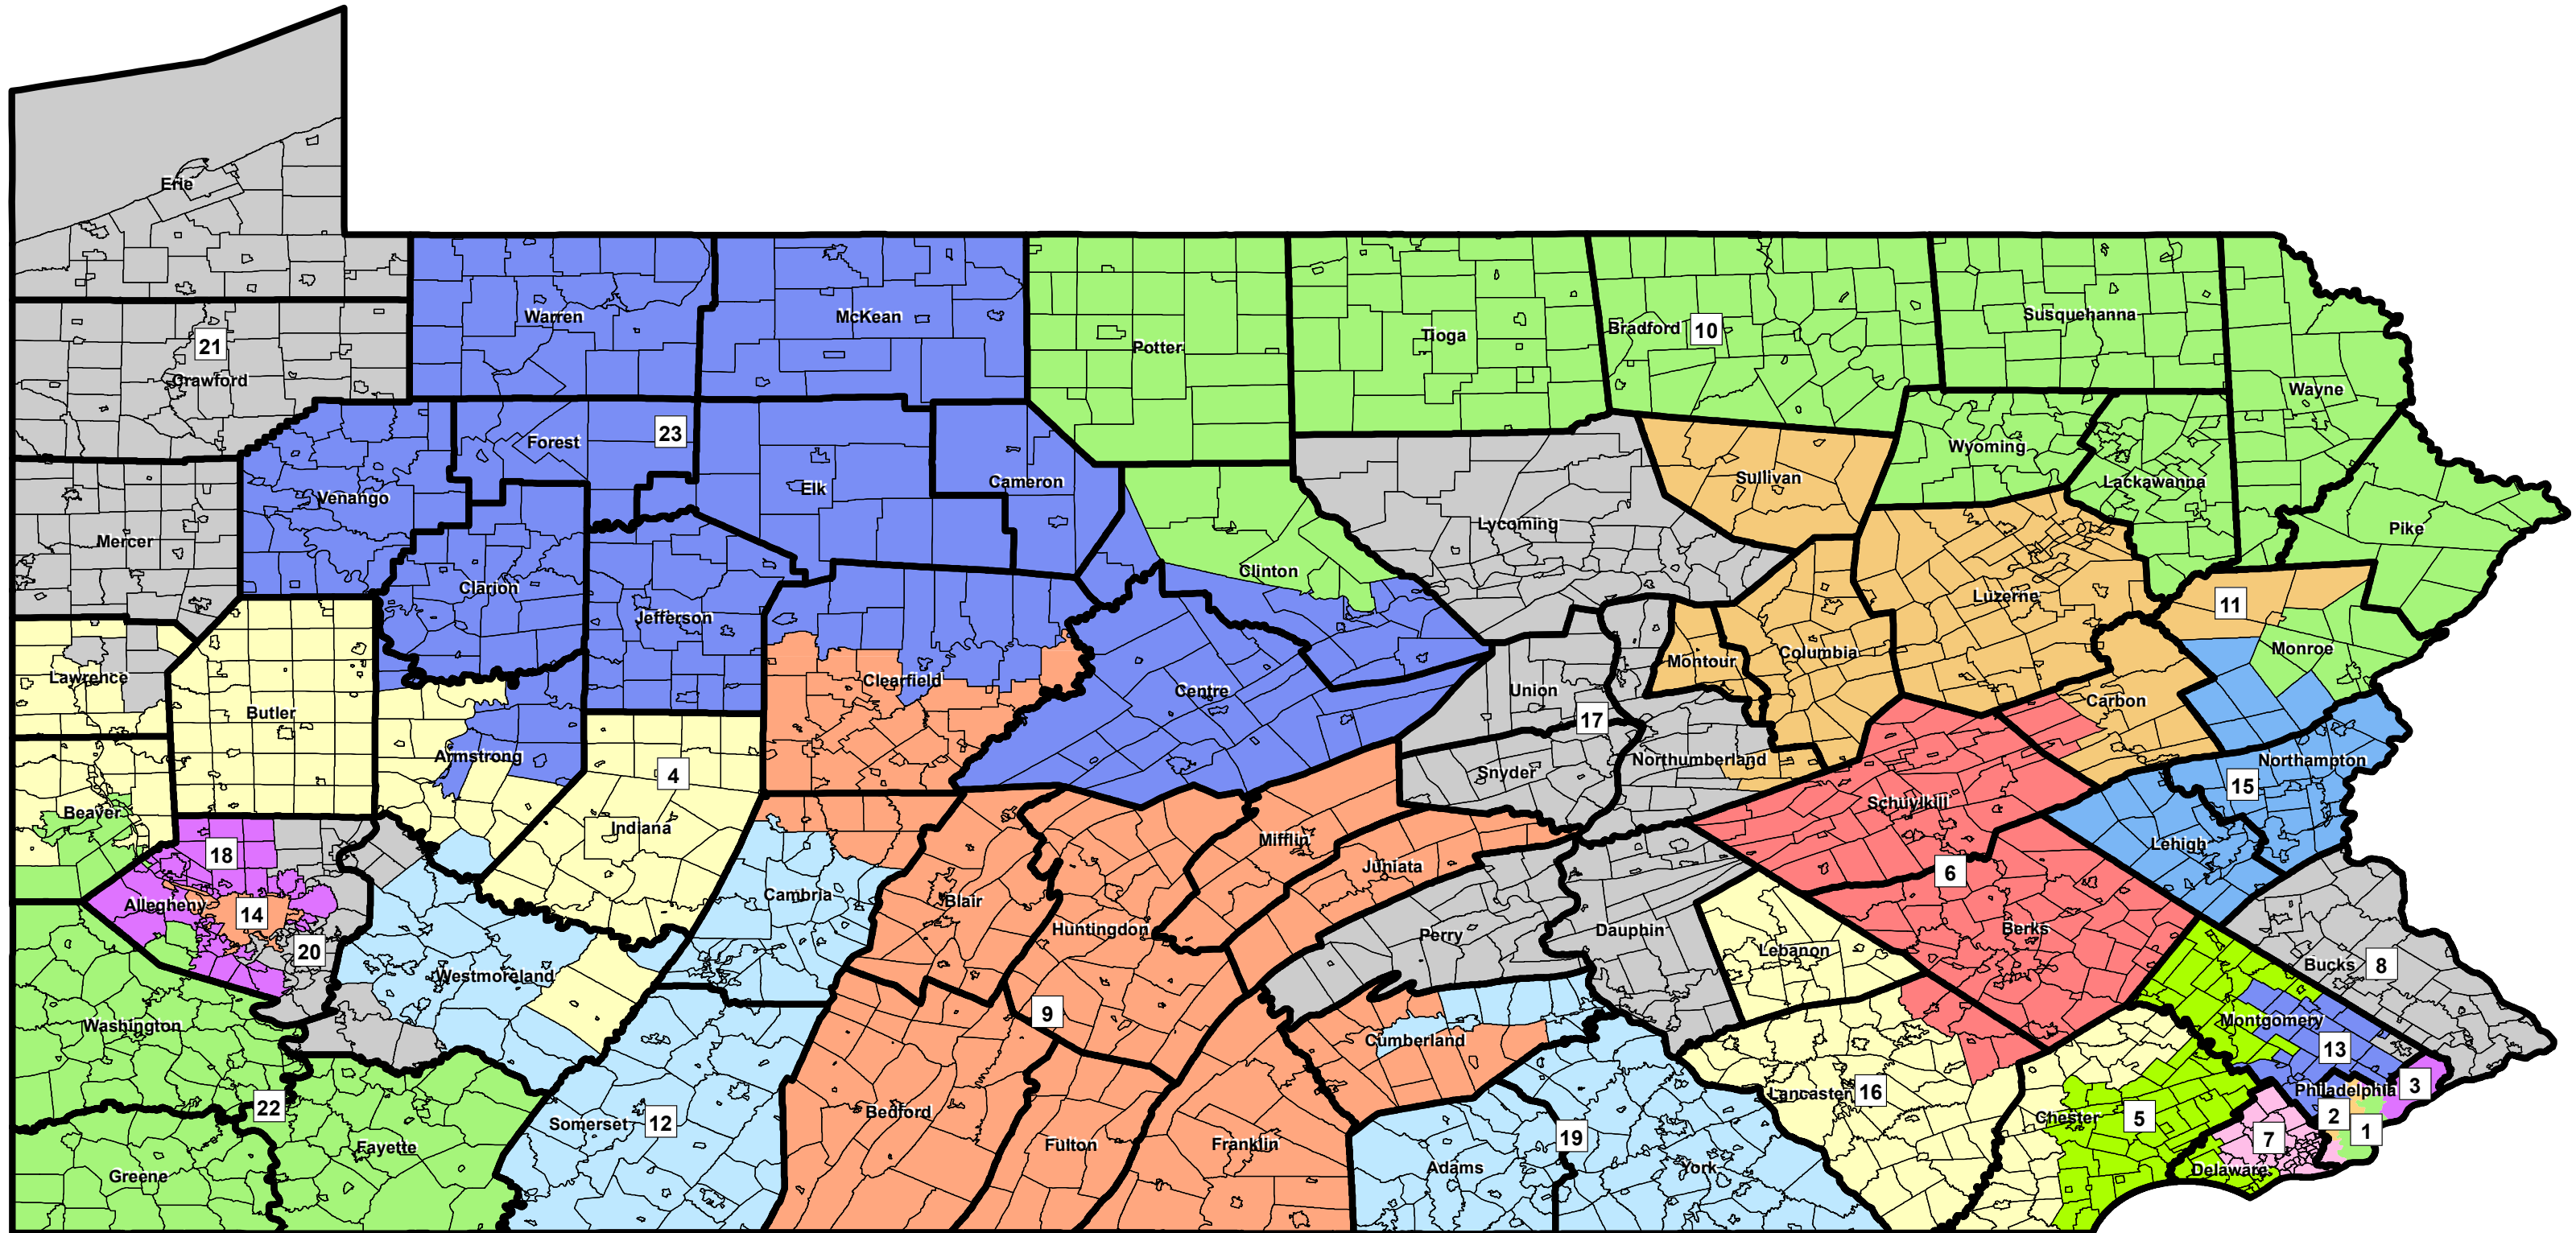 Erie
Warren
McKean
Potter
Tioga
Bradford
10
Susquehanna
Wayne
21
Crawford
Forest
23
Venango
Elk
Cameron
Sullivan
Wyoming
Lackawanna
Lycoming
Pike
Mercer
Clarion
Jefferson
Clinton
Luzerne
11
Lawrence
Butler
Clearfield
Centre
Union
Montour
Columbia
Monroe
17
Carbon
Armstrong
4
Snyder
Northumberland
Northampton
15
Beaver
Indiana
Schuylkill
Mifflin
Juniata
Lehigh
18
6
Allegheny
14
Cambria
Blair
Huntingdon
Perry
Dauphin
Berks
20
Westmoreland
Lebanon
Bucks
8
Washington
9
Cumberland
Montgomery
13
22
Somerset
12
Bedford
Lancaster
16
Philadelphia
3
Chester
5
2
1
Greene
Fayette
Fulton
Franklin
Adams
19
York
7
Delaware